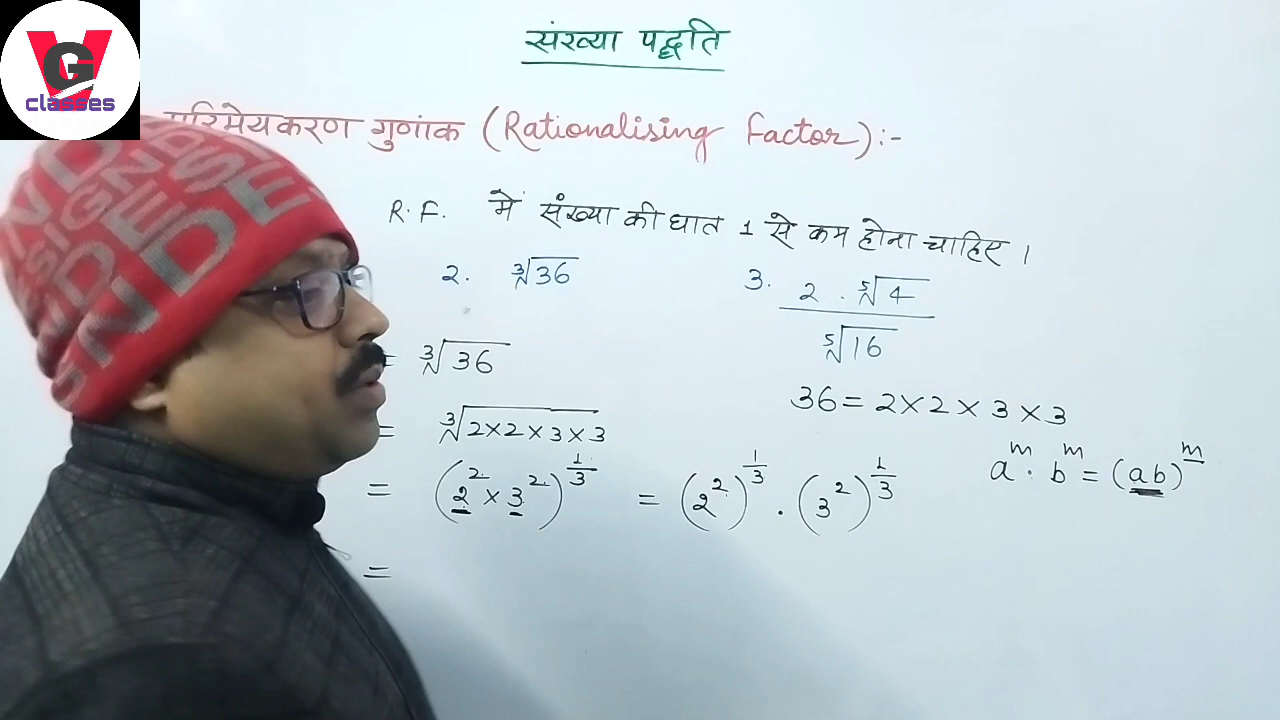 VG classes
संख्या पद्धति
परिमेयकरण गुणांक (Rationalising Factor):-
R.F. में संख्या की घात 1 से कम होना चाहिए।
2. ∛36
3. 2 . ⁵√4 / ⁵√16
= ∛36
36 = 2×2×3×3
= ∛2×2×3×3
a^m . b^m = (ab)^m
= (2²×3²)^1/3 = (2²)^1/3 . (3²)^1/3
=